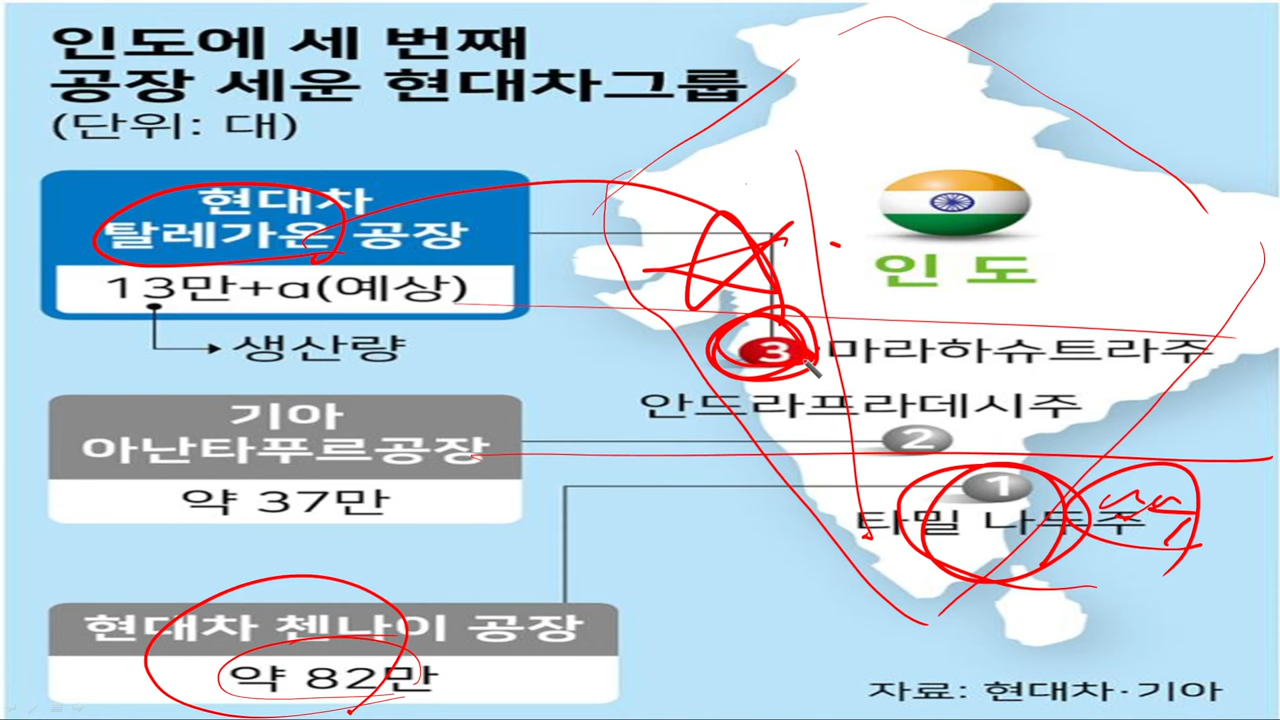 인도에 세 번째
공장 세운 현대차그룹
(단위: 대)
현대차
탈레가온 공장
13만+α(예상)
생산량
기아
아난타푸르공장
약 37만
현대차 첸나이 공장
약 82만
인도
3 마라하슈트라주
안드라프라데시주
2
1
타밀 나두주
자료: 현대차·기아